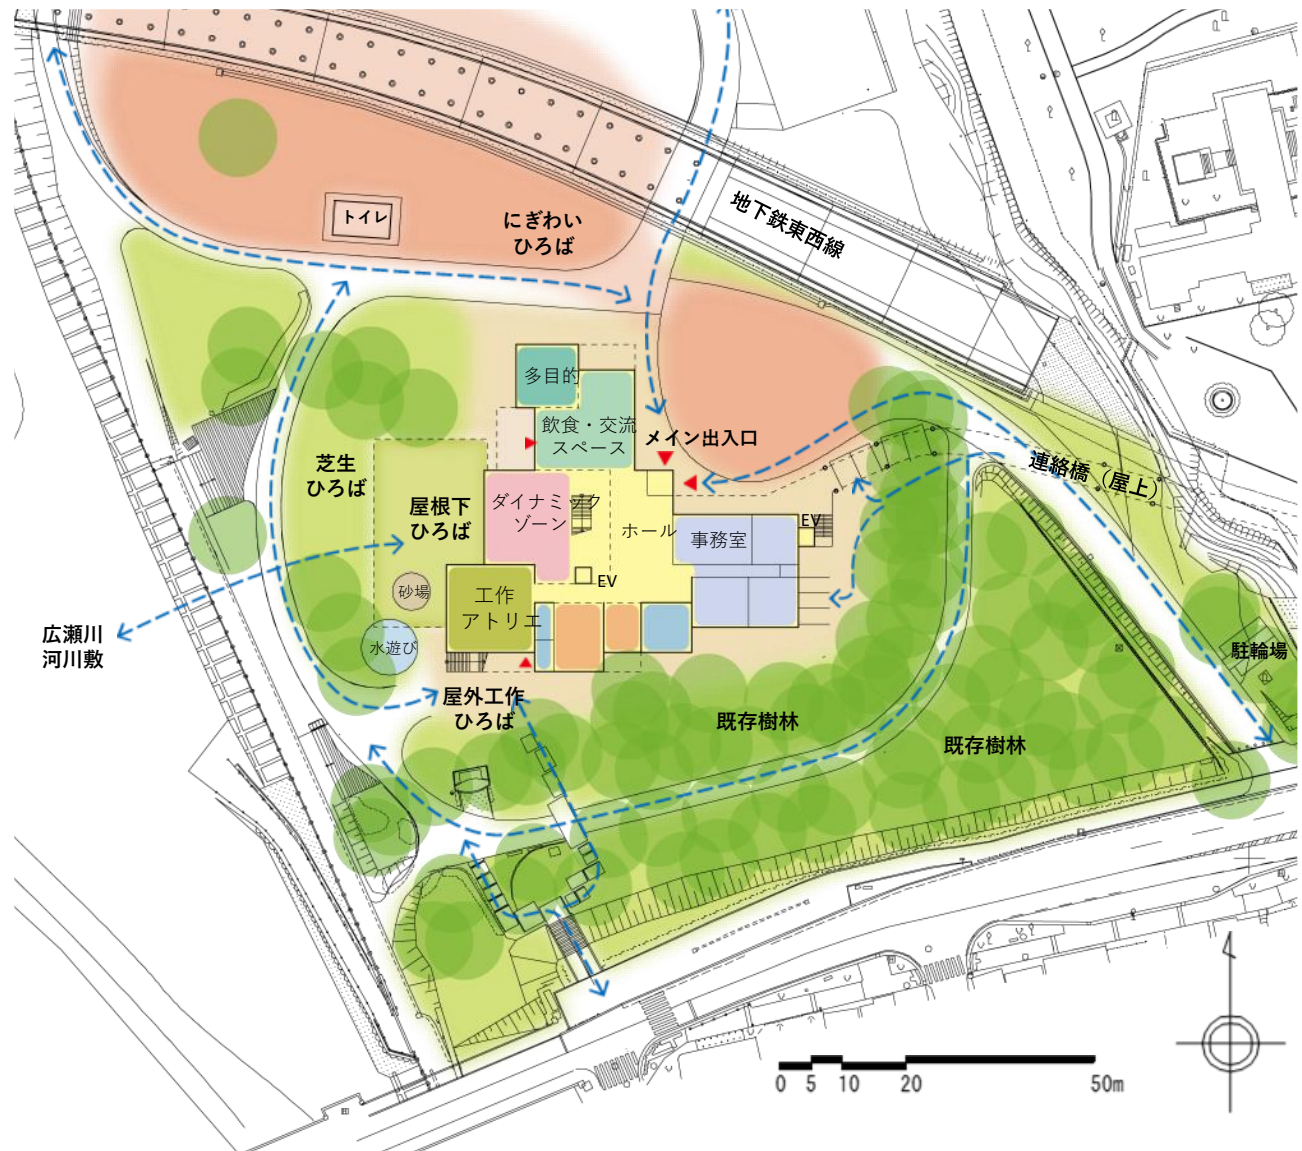 トイレ
にぎわい
ひろば
地下鉄東西線
多目的
飲食・交流
スペース
メイン出入口
芝生
ひろば
屋根下
ひろば
ダイナミック
ゾーン
ホール
事務室
EV
連絡橋（屋上）
EV
砂場
工作
アトリエ
広瀬川
河川敷
水遊び
駐輪場
屋外工作
ひろば
既存樹林
既存樹林
0 5 10 20 50m